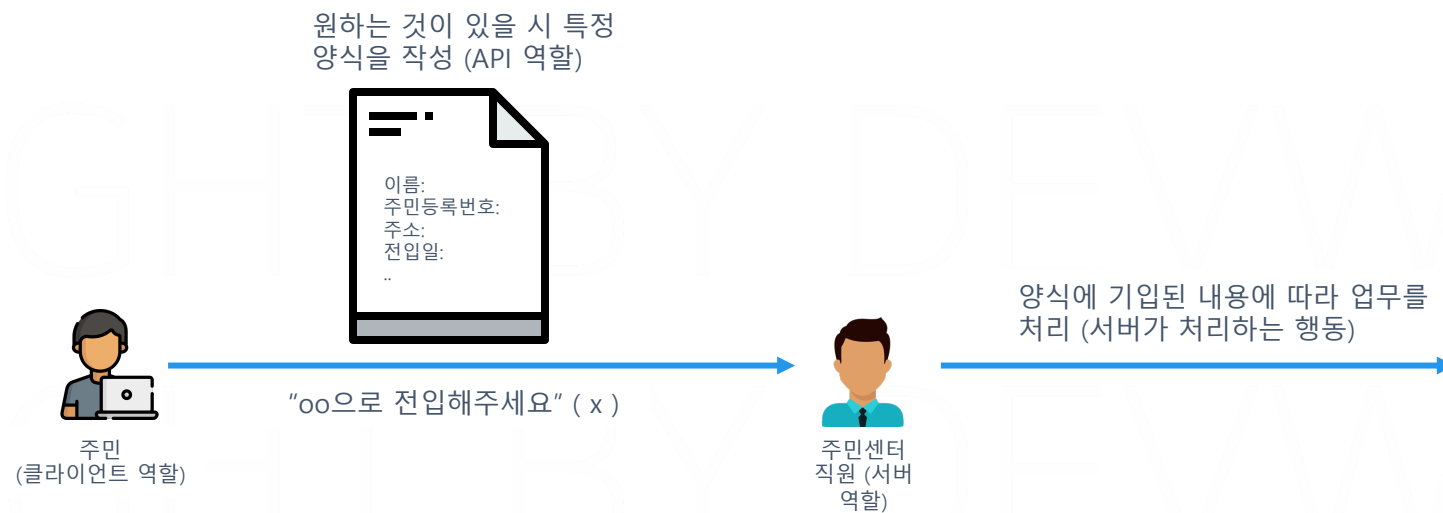 원하는 것이 있을 시 특정
양식을 작성 (API 역할)
이름:
주민등록번호:
주소:
전입일:
..
양식에 기입된 내용에 따라 업무를
처리 (서버가 처리하는 행동)
“oo으로 전입해주세요” ( x )
주민
(클라이언트 역할)
주민센터
직원 (서버
역할)